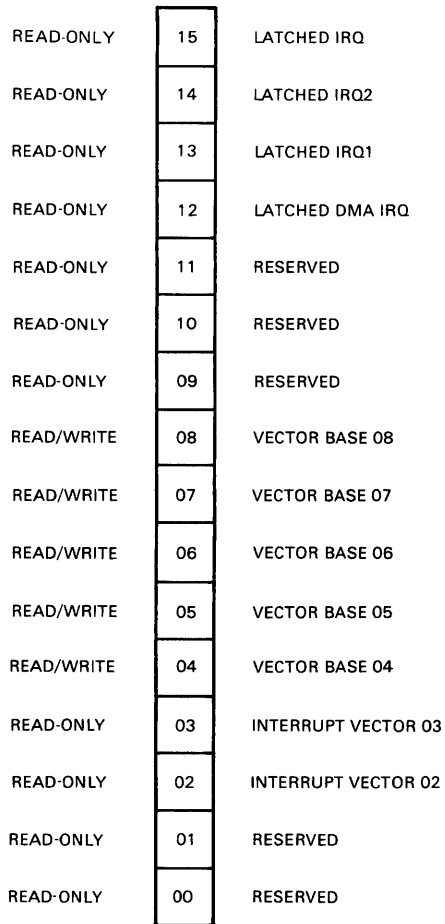 READ-ONLY 15 LATCHED IRQ
READ-ONLY 14 LATCHED IRQ2
READ-ONLY 13 LATCHED IRQ1
READ-ONLY 12 LATCHED DMA IRQ
READ-ONLY 11 RESERVED
READ-ONLY 10 RESERVED
READ-ONLY 09 RESERVED
READ/WRITE 08 VECTOR BASE 08
READ/WRITE 07 VECTOR BASE 07
READ/WRITE 06 VECTOR BASE 06
READ/WRITE 05 VECTOR BASE 05
READ/WRITE 04 VECTOR BASE 04
READ-ONLY 03 INTERRUPT VECTOR 03
READ-ONLY 02 INTERRUPT VECTOR 02
READ-ONLY 01 RESERVED
READ-ONLY 00 RESERVED